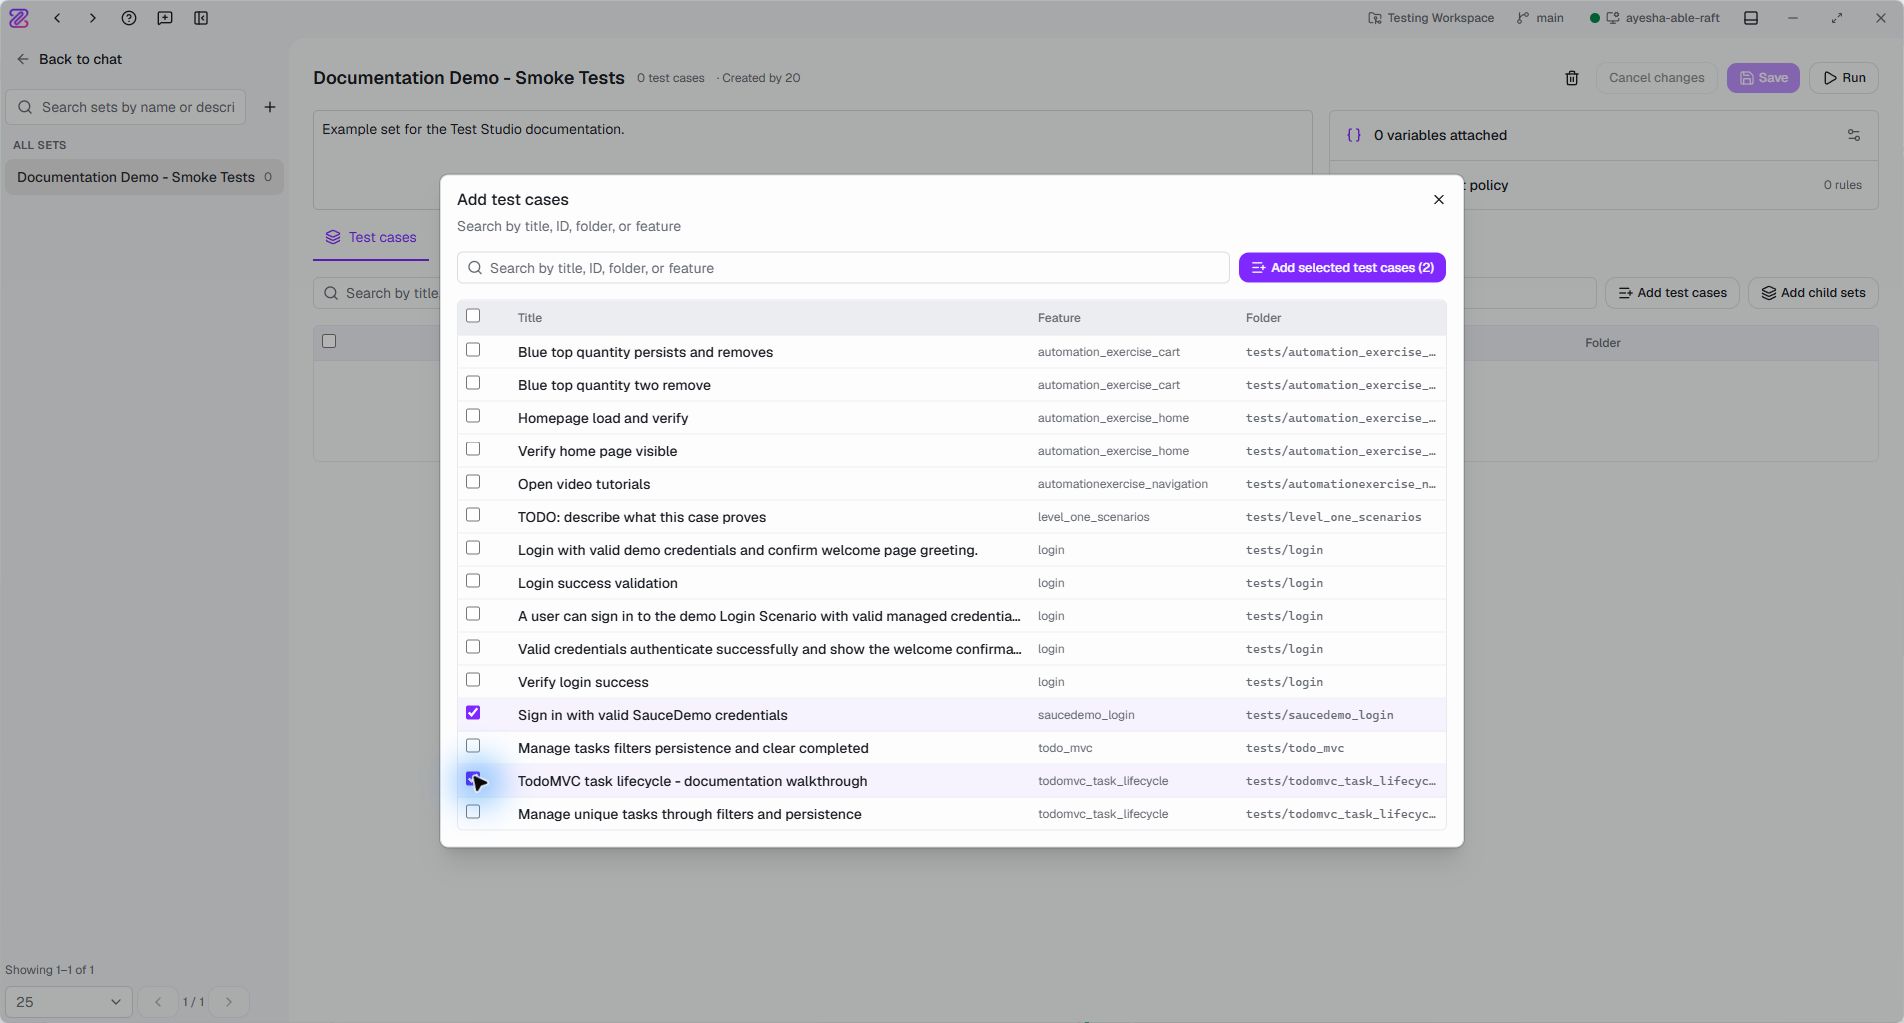 Testing Workspace
main
ayesha-able-raft
Back to chat
Search sets by name or descri
ALL SETS
Documentation Demo - Smoke Tests 0
Documentation Demo - Smoke Tests 0 test cases · Created by 20
Cancel changes
Save
Run
Example set for the Test Studio documentation.
{} 0 variables attached
policy 0 rules
Test cases
Search by title,
Add test cases
Add child sets
Folder
Add test cases
Search by title, ID, folder, or feature
Search by title, ID, folder, or feature
Add selected test cases (2)
Title Feature Folder
Blue top quantity persists and removes automation_exercise_cart tests/automation_exercise_…
Blue top quantity two remove automation_exercise_cart tests/automation_exercise_…
Homepage load and verify automation_exercise_home tests/automation_exercise_…
Verify home page visible automation_exercise_home tests/automation_exercise_…
Open video tutorials automationexercise_navigation tests/automationexercise_n…
TODO: describe what this case proves level_one_scenarios tests/level_one_scenarios
Login with valid demo credentials and confirm welcome page greeting. login tests/login
Login success validation login tests/login
A user can sign in to the demo Login Scenario with valid managed credentia… login tests/login
Valid credentials authenticate successfully and show the welcome confirma… login tests/login
Verify login success login tests/login
Sign in with valid SauceDemo credentials saucedemo_login tests/saucedemo_login
Manage tasks filters persistence and clear completed todo_mvc tests/todo_mvc
TodoMVC task lifecycle - documentation walkthrough todomvc_task_lifecycle tests/todomvc_task_lifecyc…
Manage unique tasks through filters and persistence todomvc_task_lifecycle tests/todomvc_task_lifecyc…
Showing 1–1 of 1
25
1 / 1